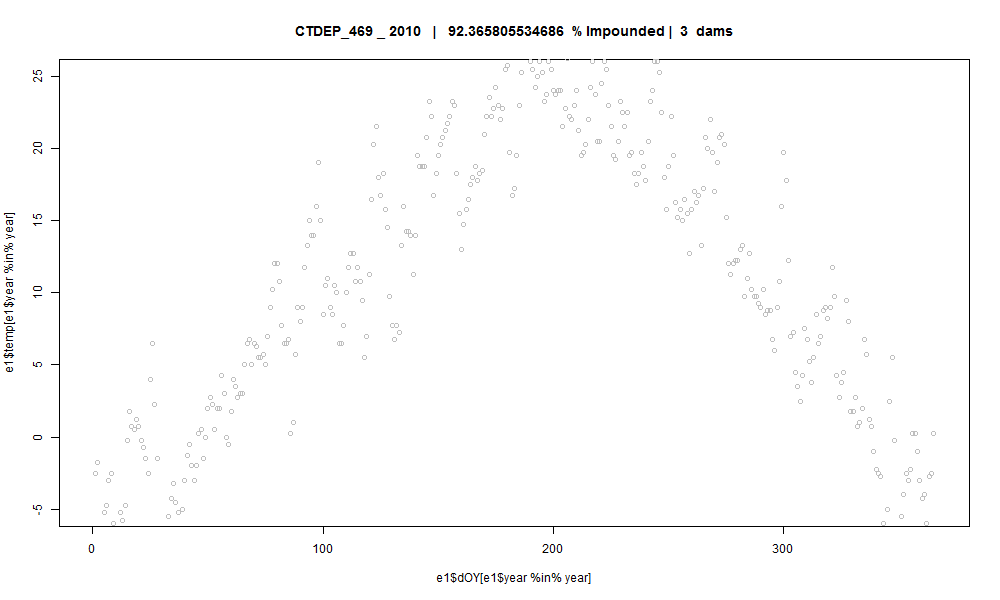 CTDEP_469 _ 2010 | 92.365805534686 % Impounded | 3 dams
e1$temp[e1$year %in% year]
25
20
15
10
5
0
-5
0 100 200 300
e1$dOY[e1$year %in% year]